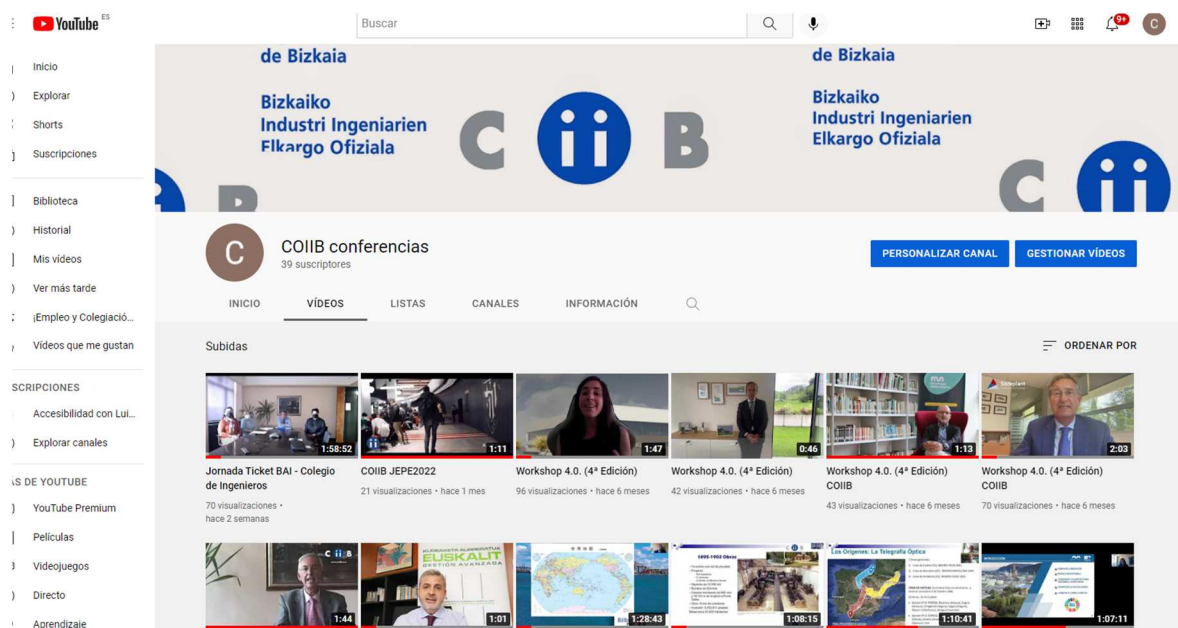 YouTube ES
Buscar
9+
C
Inicio
Explorar
Shorts
Suscripciones
Biblioteca
Historial
Mis vídeos
Ver más tarde
¡Empleo y Colegiació...
Vídeos que me gustan
SCRIPCIONES
Accesibilidad con Lui...
Explorar canales
S DE YOUTUBE
YouTube Premium
Películas
Videojuegos
Directo
Aprendizaje
de Bizkaia
Bizkaiko
Industri Ingeniarien
Elkargo Ofiziala
C ii B
de Bizkaia
Bizkaiko
Industri Ingeniarien
Elkargo Ofiziala
C ii
B
C
COIIB conferencias
39 suscriptores
PERSONALIZAR CANAL
GESTIONAR VÍDEOS
INICIO
VÍDEOS
LISTAS
CANALES
INFORMACIÓN
Subidas
ORDENAR POR
1:58:52
Jornada Ticket BAI - Colegio
de Ingenieros
70 visualizaciones •
hace 2 semanas
1:11
COIIB JEPE2022
21 visualizaciones • hace 1 mes
1:47
Workshop 4.0. (4ª Edición)
96 visualizaciones • hace 6 meses
0:46
Workshop 4.0. (4ª Edición)
42 visualizaciones • hace 6 meses
1:13
Workshop 4.0. (4ª Edición)
COIIB
43 visualizaciones • hace 6 meses
Sideplant
2:03
Workshop 4.0. (4ª Edición)
COIIB
70 visualizaciones • hace 6 meses
C ii B
1:44
EUSKALIT
GESTIÓN AVANZADA
1:01
1:28:43
1895-1902 Obras
1:08:15
Los Orígenes: La Telegrafía Óptica
1:10:41
1:07:11